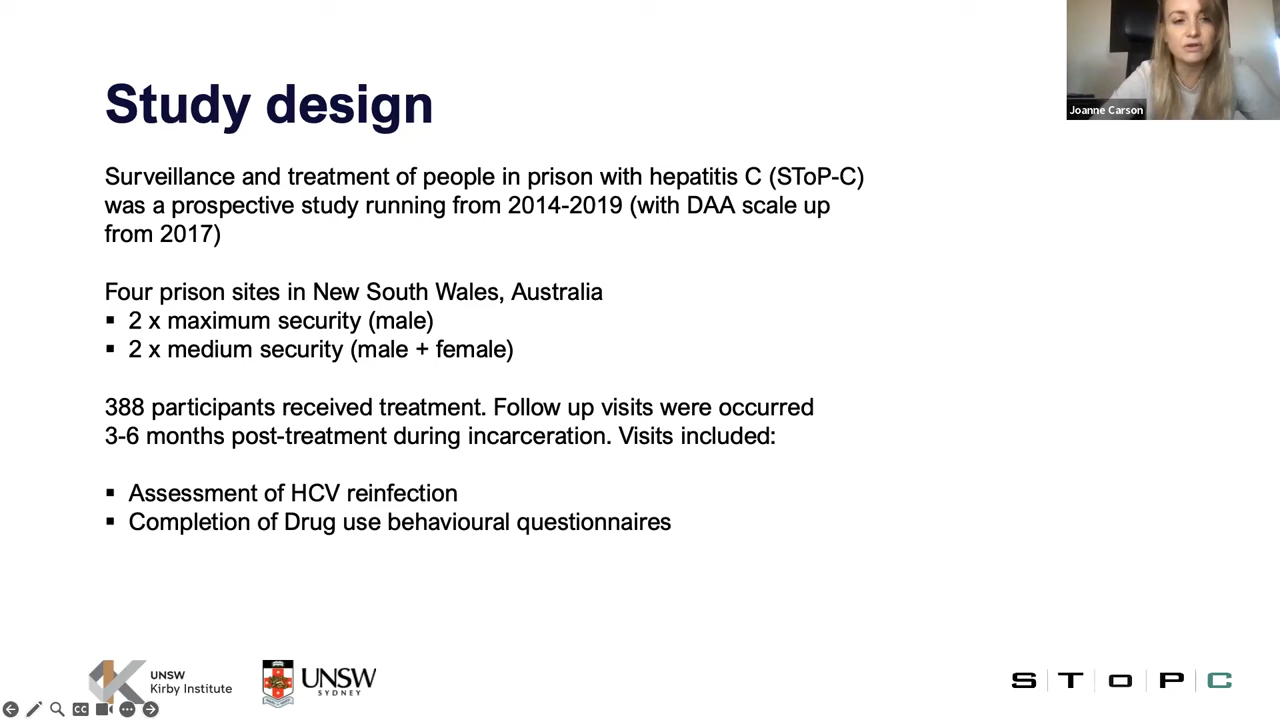 Joanne Carson
Study design
Surveillance and treatment of people in prison with hepatitis C (SToP-C)
was a prospective study running from 2014-2019 (with DAA scale up
from 2017)
Four prison sites in New South Wales, Australia
▪ 2 x maximum security (male)
▪ 2 x medium security (male + female)
388 participants received treatment. Follow up visits were occurred
3-6 months post-treatment during incarceration. Visits included:
▪ Assessment of HCV reinfection
▪ Completion of Drug use behavioural questionnaires
UNSW
Kirby Institute
UNSW
SYDNEY
S | T | o | P | C
CC